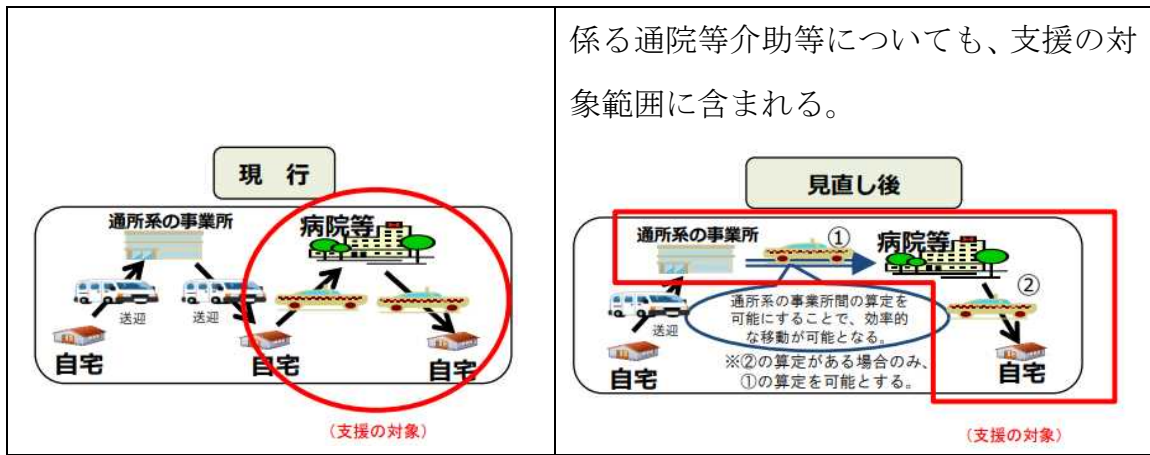 係る通院等介助等についても、支援の対
象範囲に含まれる。
現 行
通所系の事業所
病院等
送迎
送迎
自宅
自宅
自宅
(支援の対象)
見直し後
通所系の事業所
①
病院等
②
送迎
通所系の事業所間の算定を
可能にすることで、効率的
な移動が可能となる。
※②の算定がある場合のみ、
①の算定を可能とする。
自宅
自宅
(支援の対象)